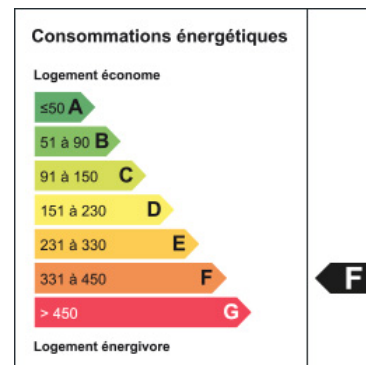 Consommations énergétiques
Logement économe
≤50 A
51 à 90 B
91 à 150 C
151 à 230 D
231 à 330 E
331 à 450 F
F
> 450 G
Logement énergivore